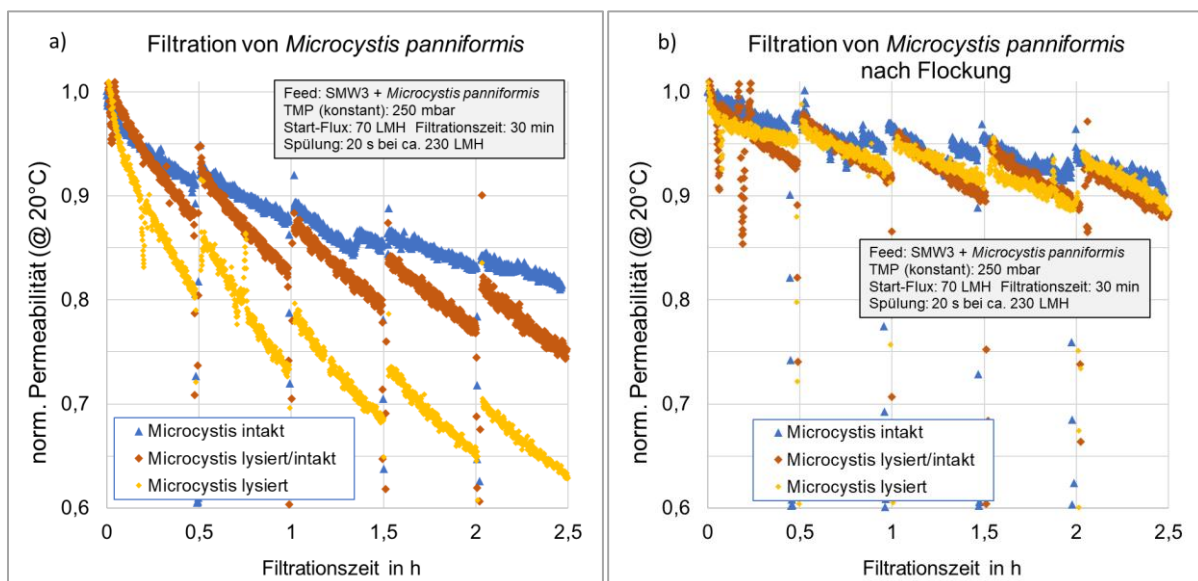 a)
Filtration von Microcystis panniformis
norm. Permeabilität (@ 20°C)
1,0
0,9
0,8
0,7
0,6
Feed: SMW3 + Microcystis panniformis
TMP (konstant): 250 mbar
Start-Flux: 70 LMH Filtrationszeit: 30 min
Spülung: 20 s bei ca. 230 LMH
Microcystis intakt
Microcystis lysiert/intakt
Microcystis lysiert
0 0,5 1 1,5 2 2,5
Filtrationszeit in h
b)
Filtration von Microcystis panniformis
nach Flockung
norm. Permeabilität (@ 20°C)
1,0
0,9
0,8
0,7
0,6
Feed: SMW3 + Microcystis panniformis
TMP (konstant): 250 mbar
Start-Flux: 70 LMH Filtrationszeit: 30 min
Spülung: 20 s bei ca. 230 LMH
Microcystis intakt
Microcystis lysiert/intakt
Microcystis lysiert
0 0,5 1 1,5 2 2,5
Filtrationszeit in h